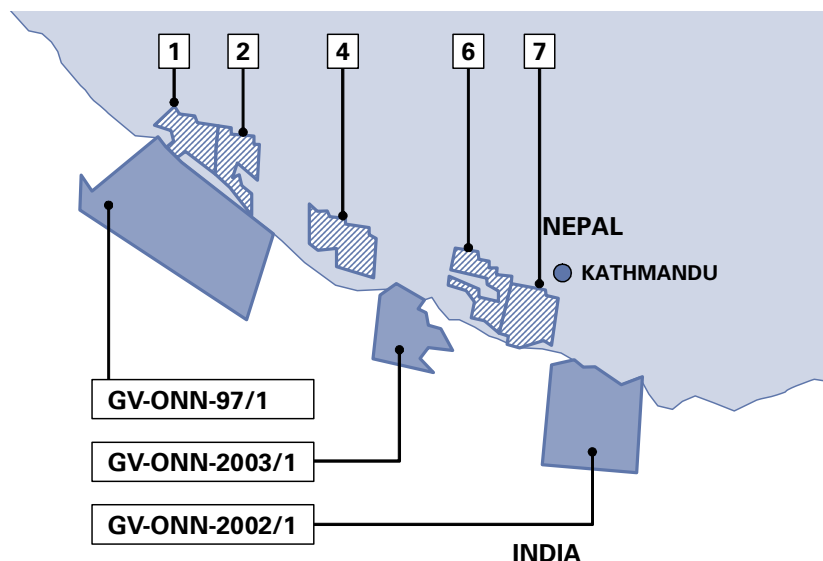 1
2
4
6
7
NEPAL
KATHMANDU
GV-ONN-97/1
GV-ONN-2003/1
GV-ONN-2002/1
INDIA